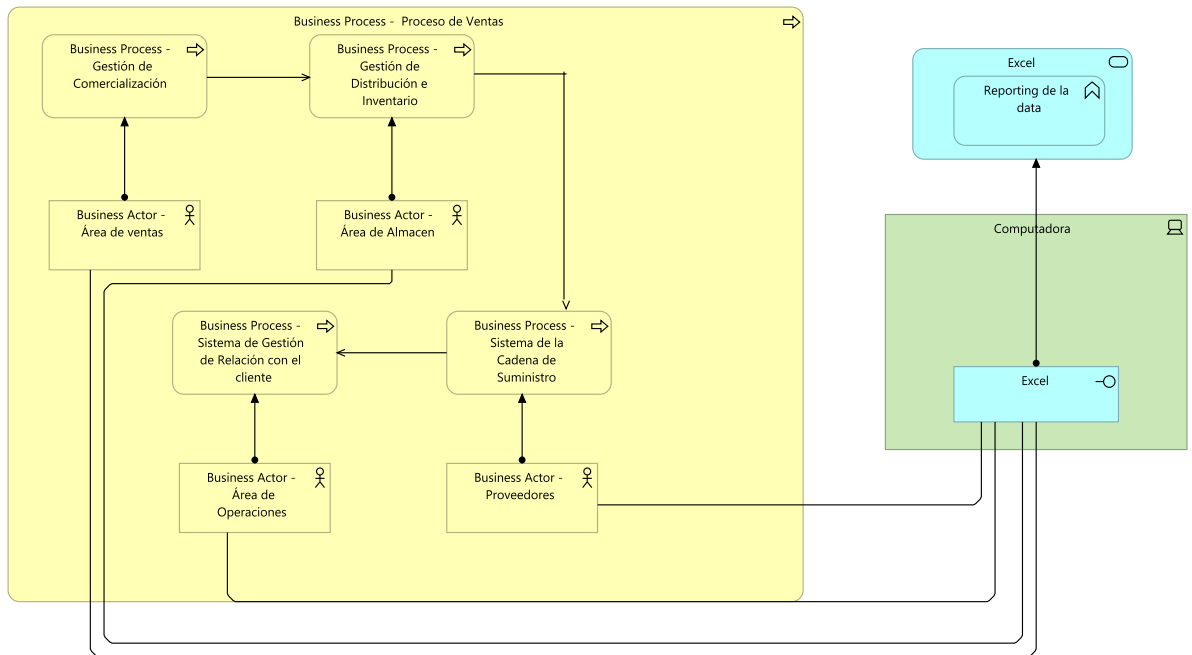 Business Process -  Proceso de Ventas
Business Process -
Gestión de
Comercialización
Business Process -
Gestión de
Distribución e
Inventario
Excel
Reporting de la
data
Business Actor -
Área de ventas
Business Actor -
Área de Almacen
Computadora
Business Process -
Sistema de Gestión
de Relación con el
cliente
Business Process -
Sistema de la
Cadena de
Suministro
Excel
Business Actor -
Área de
Operaciones
Business Actor -
Proveedores